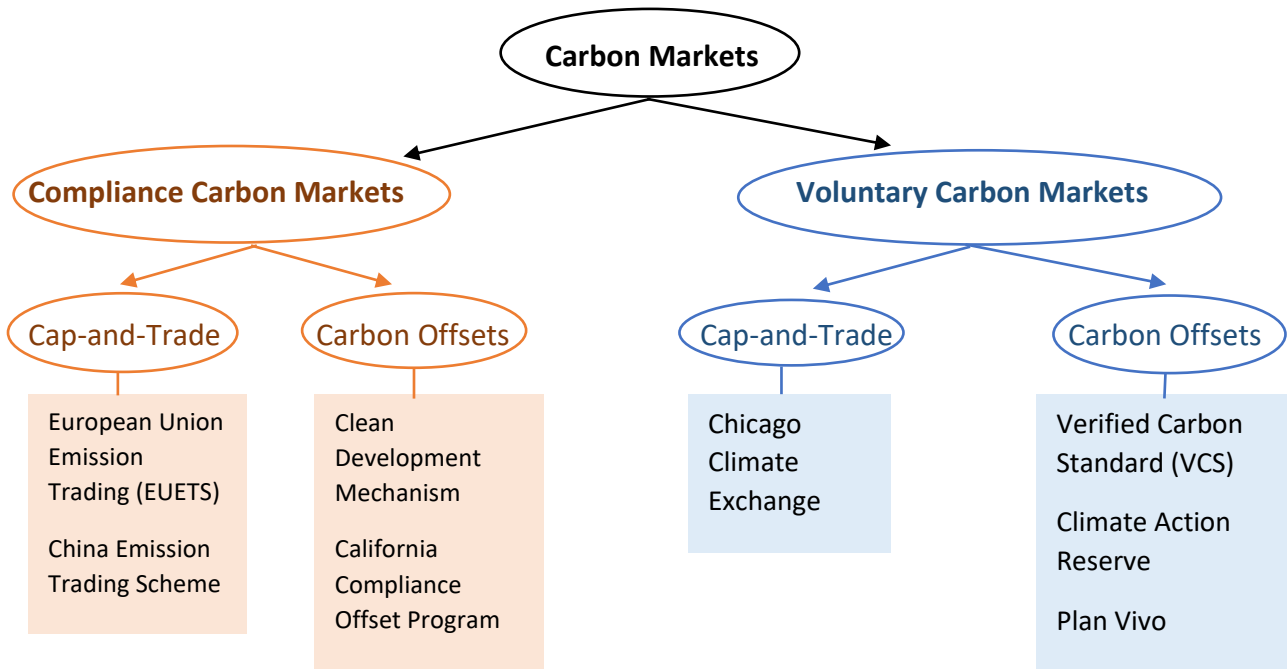 Carbon Markets
Compliance Carbon Markets
Voluntary Carbon Markets
Cap-and-Trade
Carbon Offsets
Cap-and-Trade
Carbon Offsets
European Union
Emission
Trading (EUETS)
China Emission
Trading Scheme
Clean
Development
Mechanism
California
Compliance
Offset Program
Chicago
Climate
Exchange
Verified Carbon
Standard (VCS)
Climate Action
Reserve
Plan Vivo